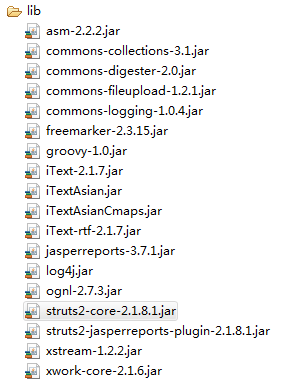 lib
asm-2.2.2.jar
commons-collections-3.1.jar
commons-digester-2.0.jar
commons-fileupload-1.2.1.jar
commons-logging-1.0.4.jar
freemarker-2.3.15.jar
groovy-1.0.jar
iText-2.1.7.jar
iTextAsian.jar
iTextAsianCmaps.jar
iText-rtf-2.1.7.jar
jasperreports-3.7.1.jar
log4j.jar
ognl-2.7.3.jar
struts2-core-2.1.8.1.jar
struts2-jasperreports-plugin-2.1.8.1.jar
xstream-1.2.2.jar
xwork-core-2.1.6.jar